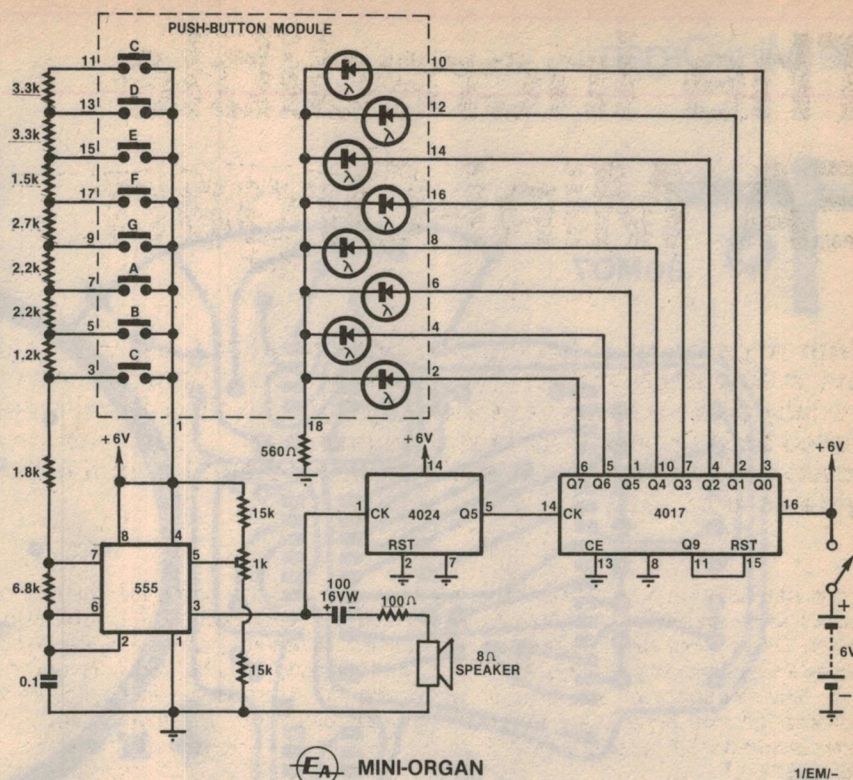 PUSH-BUTTON MODULE
11 C 10
3.3k
13 D 12
3.3k
15 E 14
1.5k
17 F 16
2.7k
9 G 8
2.2k
7 A 6
2.2k
5 B 4
1.2k
3 C 2
1 18
+6V
560Ω
+6V
+6V
1.8k
15k
14
1 CK 4024 Q5 5
RST
2 7
6 5 1 10 7 4 2 3
Q7 Q6 Q5 Q4 Q3 Q2 Q1 Q0
14 CK 4017 16
CE Q9 RST
13 8 11 15
8 4
7 5
555
1k
6.8k
6 3
2 1
100
16VW
+ -
100Ω
15k
8Ω
SPEAKER
0.1
+
6V
−
EA MINI-ORGAN
1/EM/–